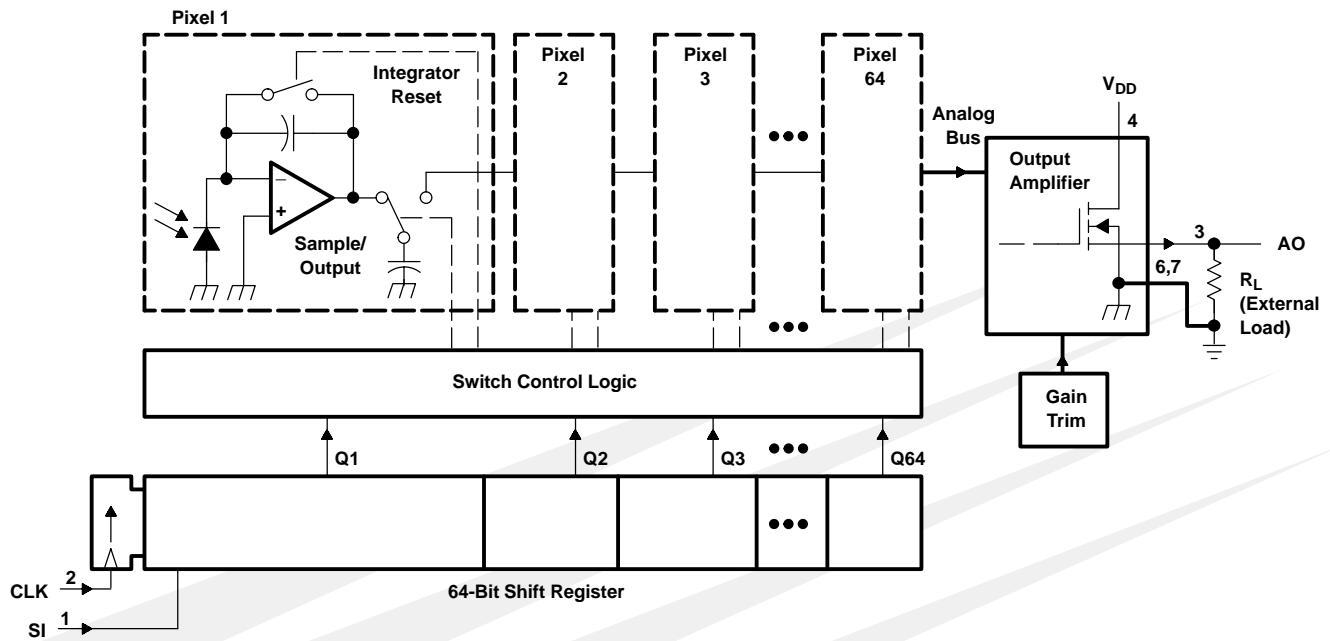 Pixel 1
Integrator
Reset
Sample/
Output
Pixel
2
Pixel
3
Pixel
64
Analog
Bus
VDD
4
Output
Amplifier
3
AO
6,7
RL
(External
Load)
Switch Control Logic
Gain
Trim
Q1
Q2
Q3
Q64
CLK
2
SI
1
64-Bit Shift Register